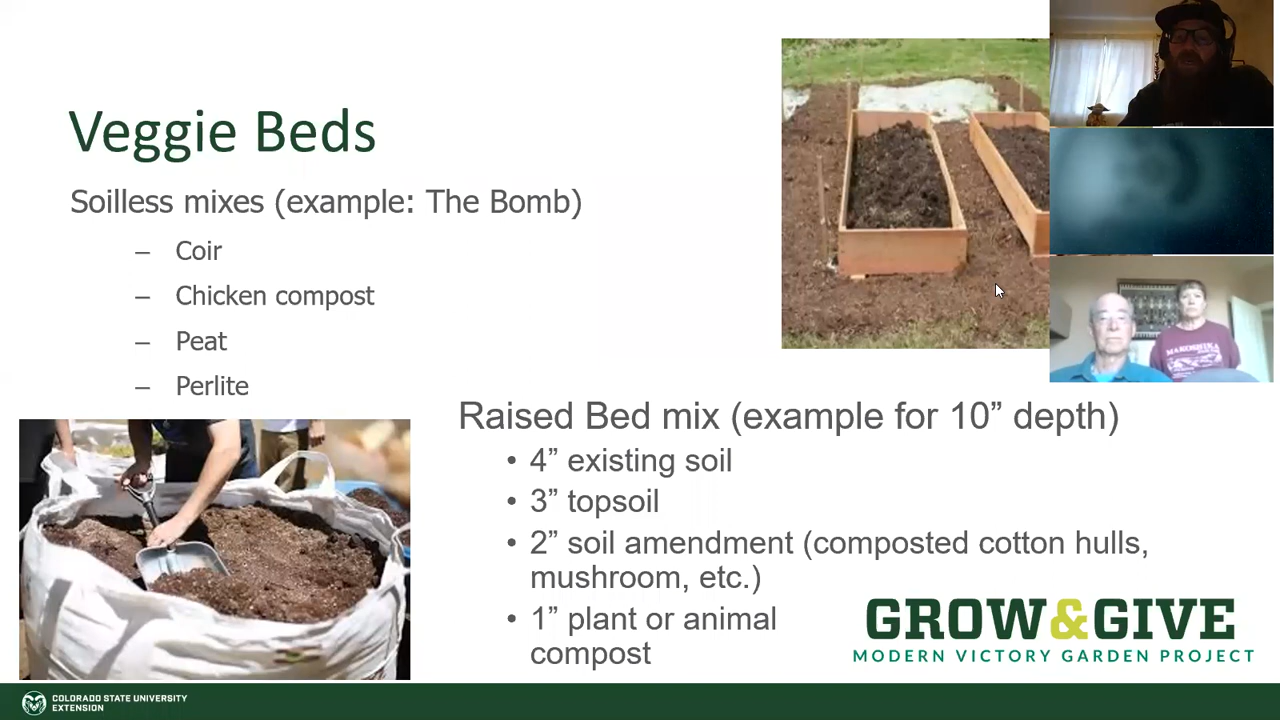 Veggie Beds
Soilless mixes (example: The Bomb)
– Coir
– Chicken compost
– Peat
– Perlite
Raised Bed mix (example for 10” depth)
• 4” existing soil
• 3” topsoil
• 2” soil amendment (composted cotton hulls,
mushroom, etc.)
• 1” plant or animal
compost
GROW&GIVE
MODERN VICTORY GARDEN PROJECT
COLORADO STATE UNIVERSITY
EXTENSION
MAKOSHIKA